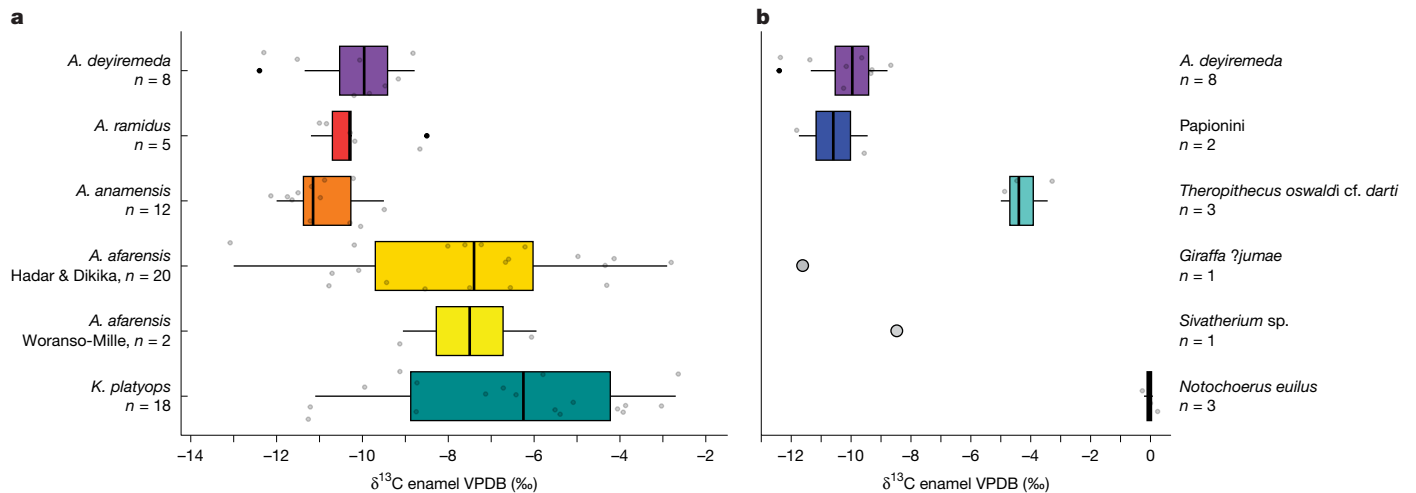 a
A. deyiremeda
n = 8
A. ramidus
n = 5
A. anamensis
n = 12
A. afarensis
Hadar & Dikika, n = 20
A. afarensis
Woranso-Mille, n = 2
K. platyops
n = 18
−14 −12 −10 −8 −6 −4 −2
δ13C enamel VPDB (‰)
b
A. deyiremeda
n = 8
Papionini
n = 2
Theropithecus oswaldi cf. darti
n = 3
Giraffa ?jumae
n = 1
Sivatherium sp.
n = 1
Notochoerus euilus
n = 3
−12 −10 −8 −6 −4 −2 0
δ13C enamel VPDB (‰)